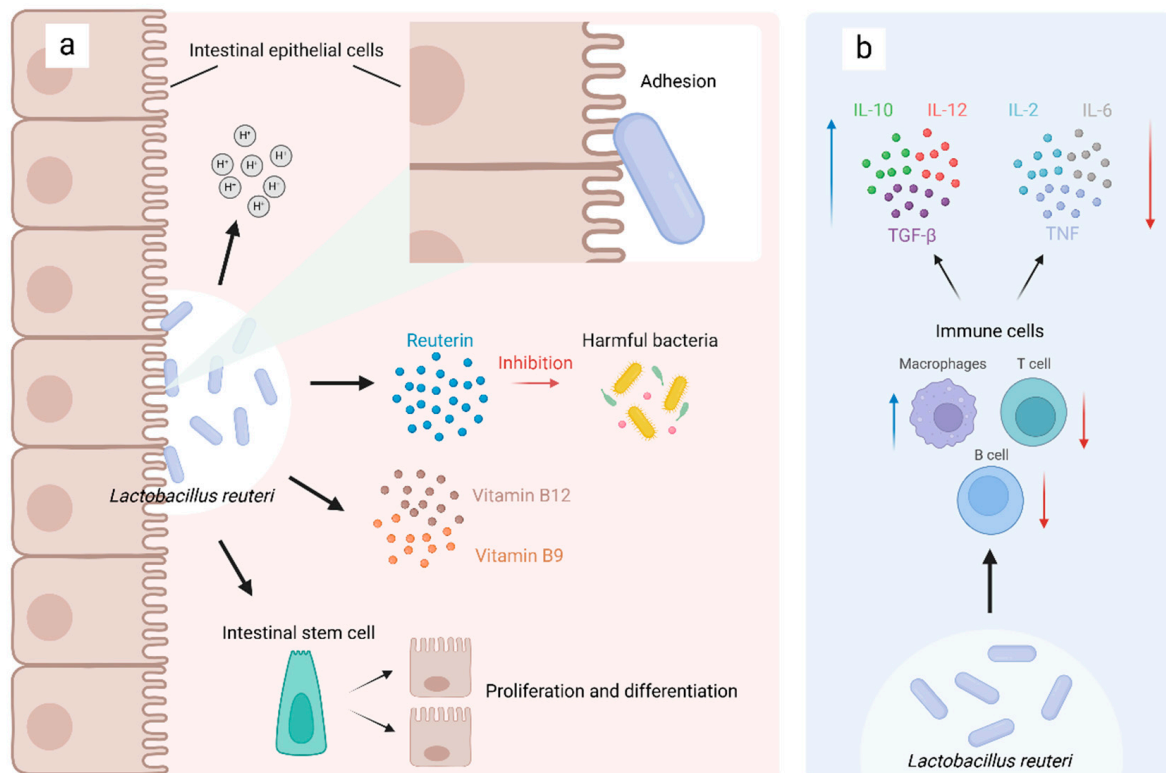 a
Intestinal epithelial cells
Adhesion
H⁺
H⁺
H⁺
H⁺
H⁺
H⁺
H⁺
H⁺
Reuterin
Inhibition
Harmful bacteria
Lactobacillus reuteri
Vitamin B12
Vitamin B9
Intestinal stem cell
Proliferation and differentiation
b
IL-10 IL-12 IL-2 IL-6
TGF-β TNF
Immune cells
Macrophages T cell
B cell
Lactobacillus reuteri